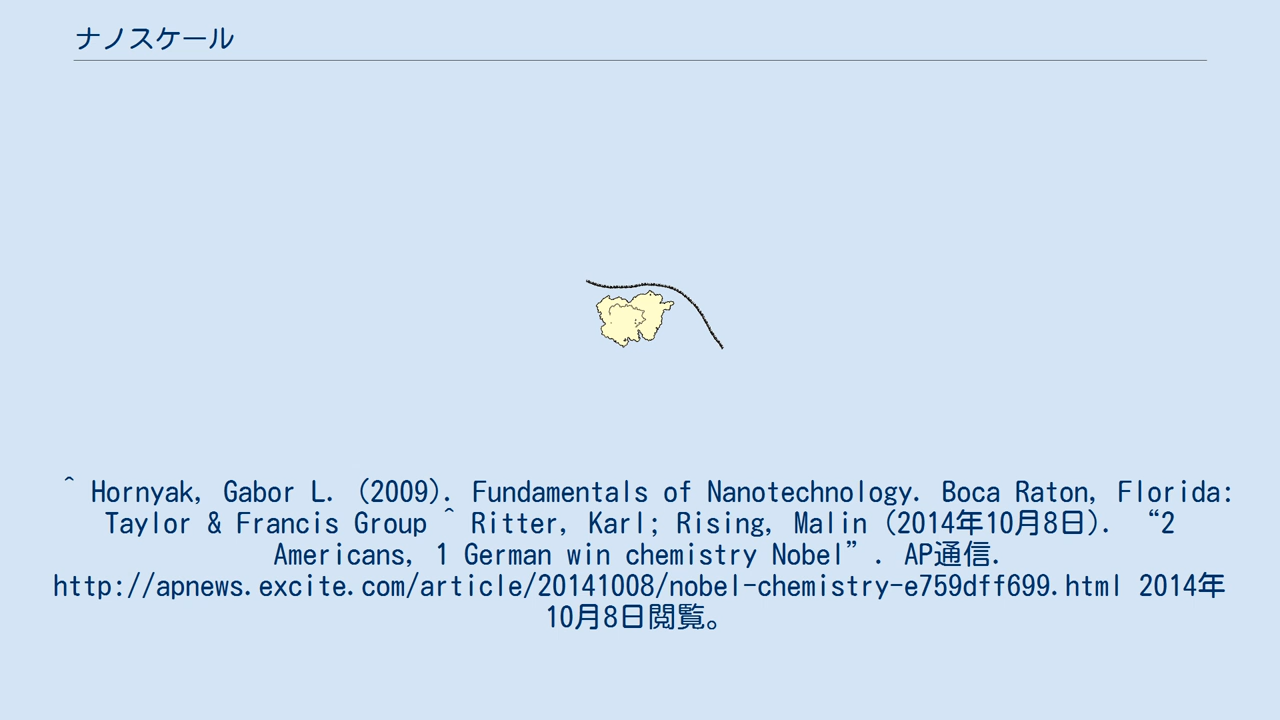 ナノスケール
^ Hornyak, Gabor L. (2009). Fundamentals of Nanotechnology. Boca Raton, Florida:
Taylor & Francis Group ^ Ritter, Karl; Rising, Malin (2014年10月8日). “2
Americans, 1 German win chemistry Nobel”. AP通信.
http://apnews.excite.com/article/20141008/nobel-chemistry-e759dff699.html 2014年
10月8日閲覧。